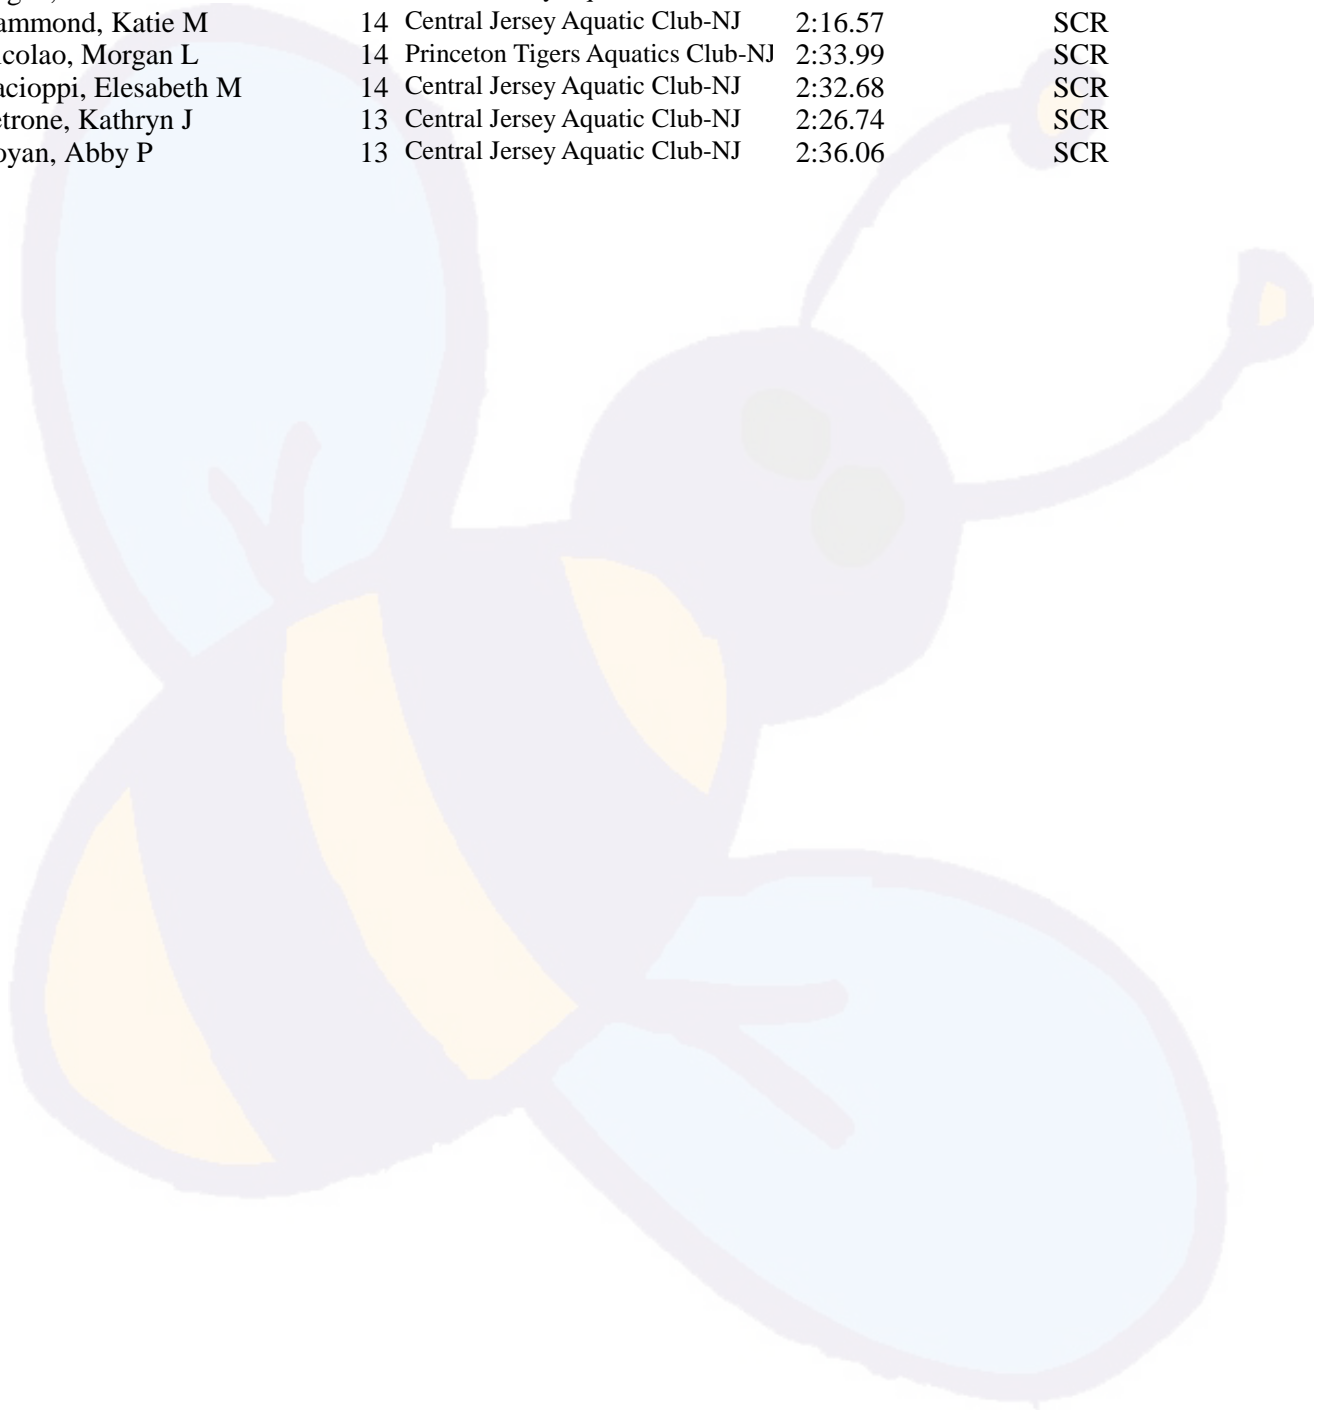 ammond, Katie M 14 Central Jersey Aquatic Club-NJ 2:16.57 SCR
icolao, Morgan L 14 Princeton Tigers Aquatics Club-NJ 2:33.99 SCR
acioppi, Elesabeth M 14 Central Jersey Aquatic Club-NJ 2:32.68 SCR
etrone, Kathryn J 13 Central Jersey Aquatic Club-NJ 2:26.74 SCR
oyan, Abby P 13 Central Jersey Aquatic Club-NJ 2:36.06 SCR